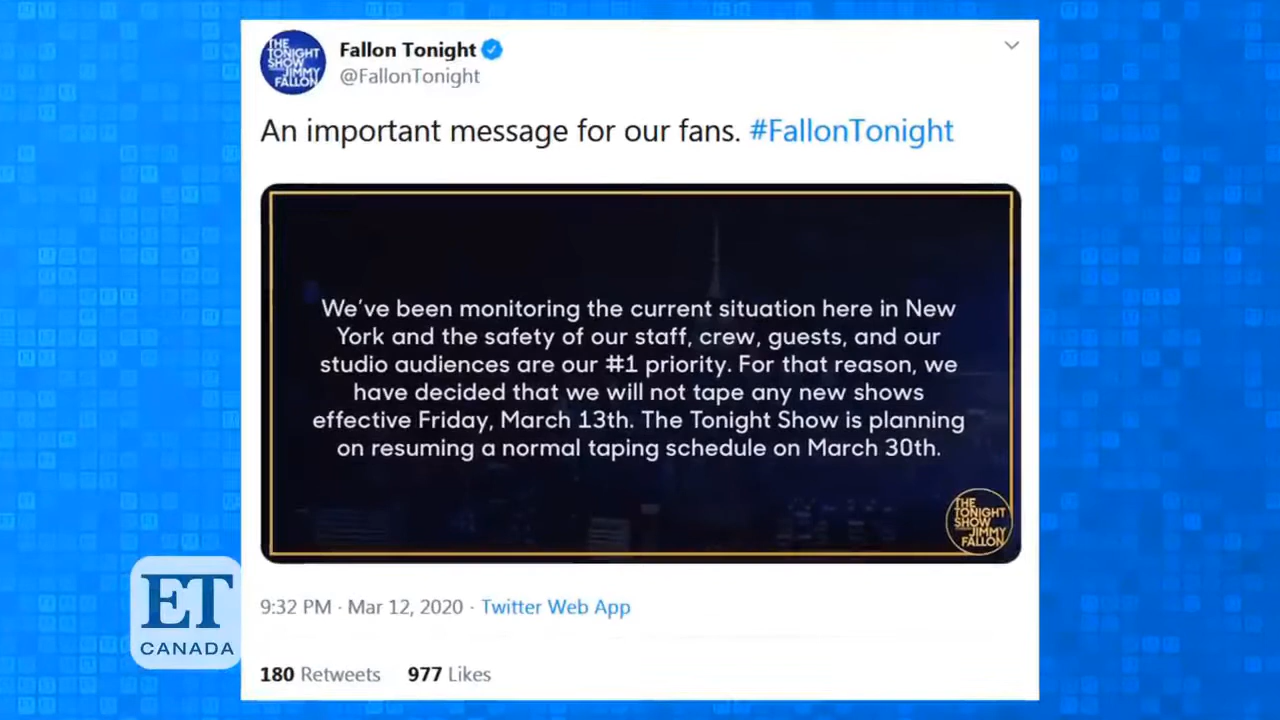 THE
TONIGHT
SHOW
JIMMY
FALLON
Fallon Tonight
@FallonTonight
An important message for our fans. #FallonTonight
We've been monitoring the current situation here in New
York and the safety of our staff, crew, guests, and our
studio audiences are our #1 priority. For that reason, we
have decided that we will not tape any new shows
effective Friday, March 13th. The Tonight Show is planning
on resuming a normal taping schedule on March 30th.
THE
TONIGHT
SHOW
JIMMY
FALLON
9:32 PM · Mar 12, 2020 · Twitter Web App
ET
CANADA
180 Retweets 977 Likes